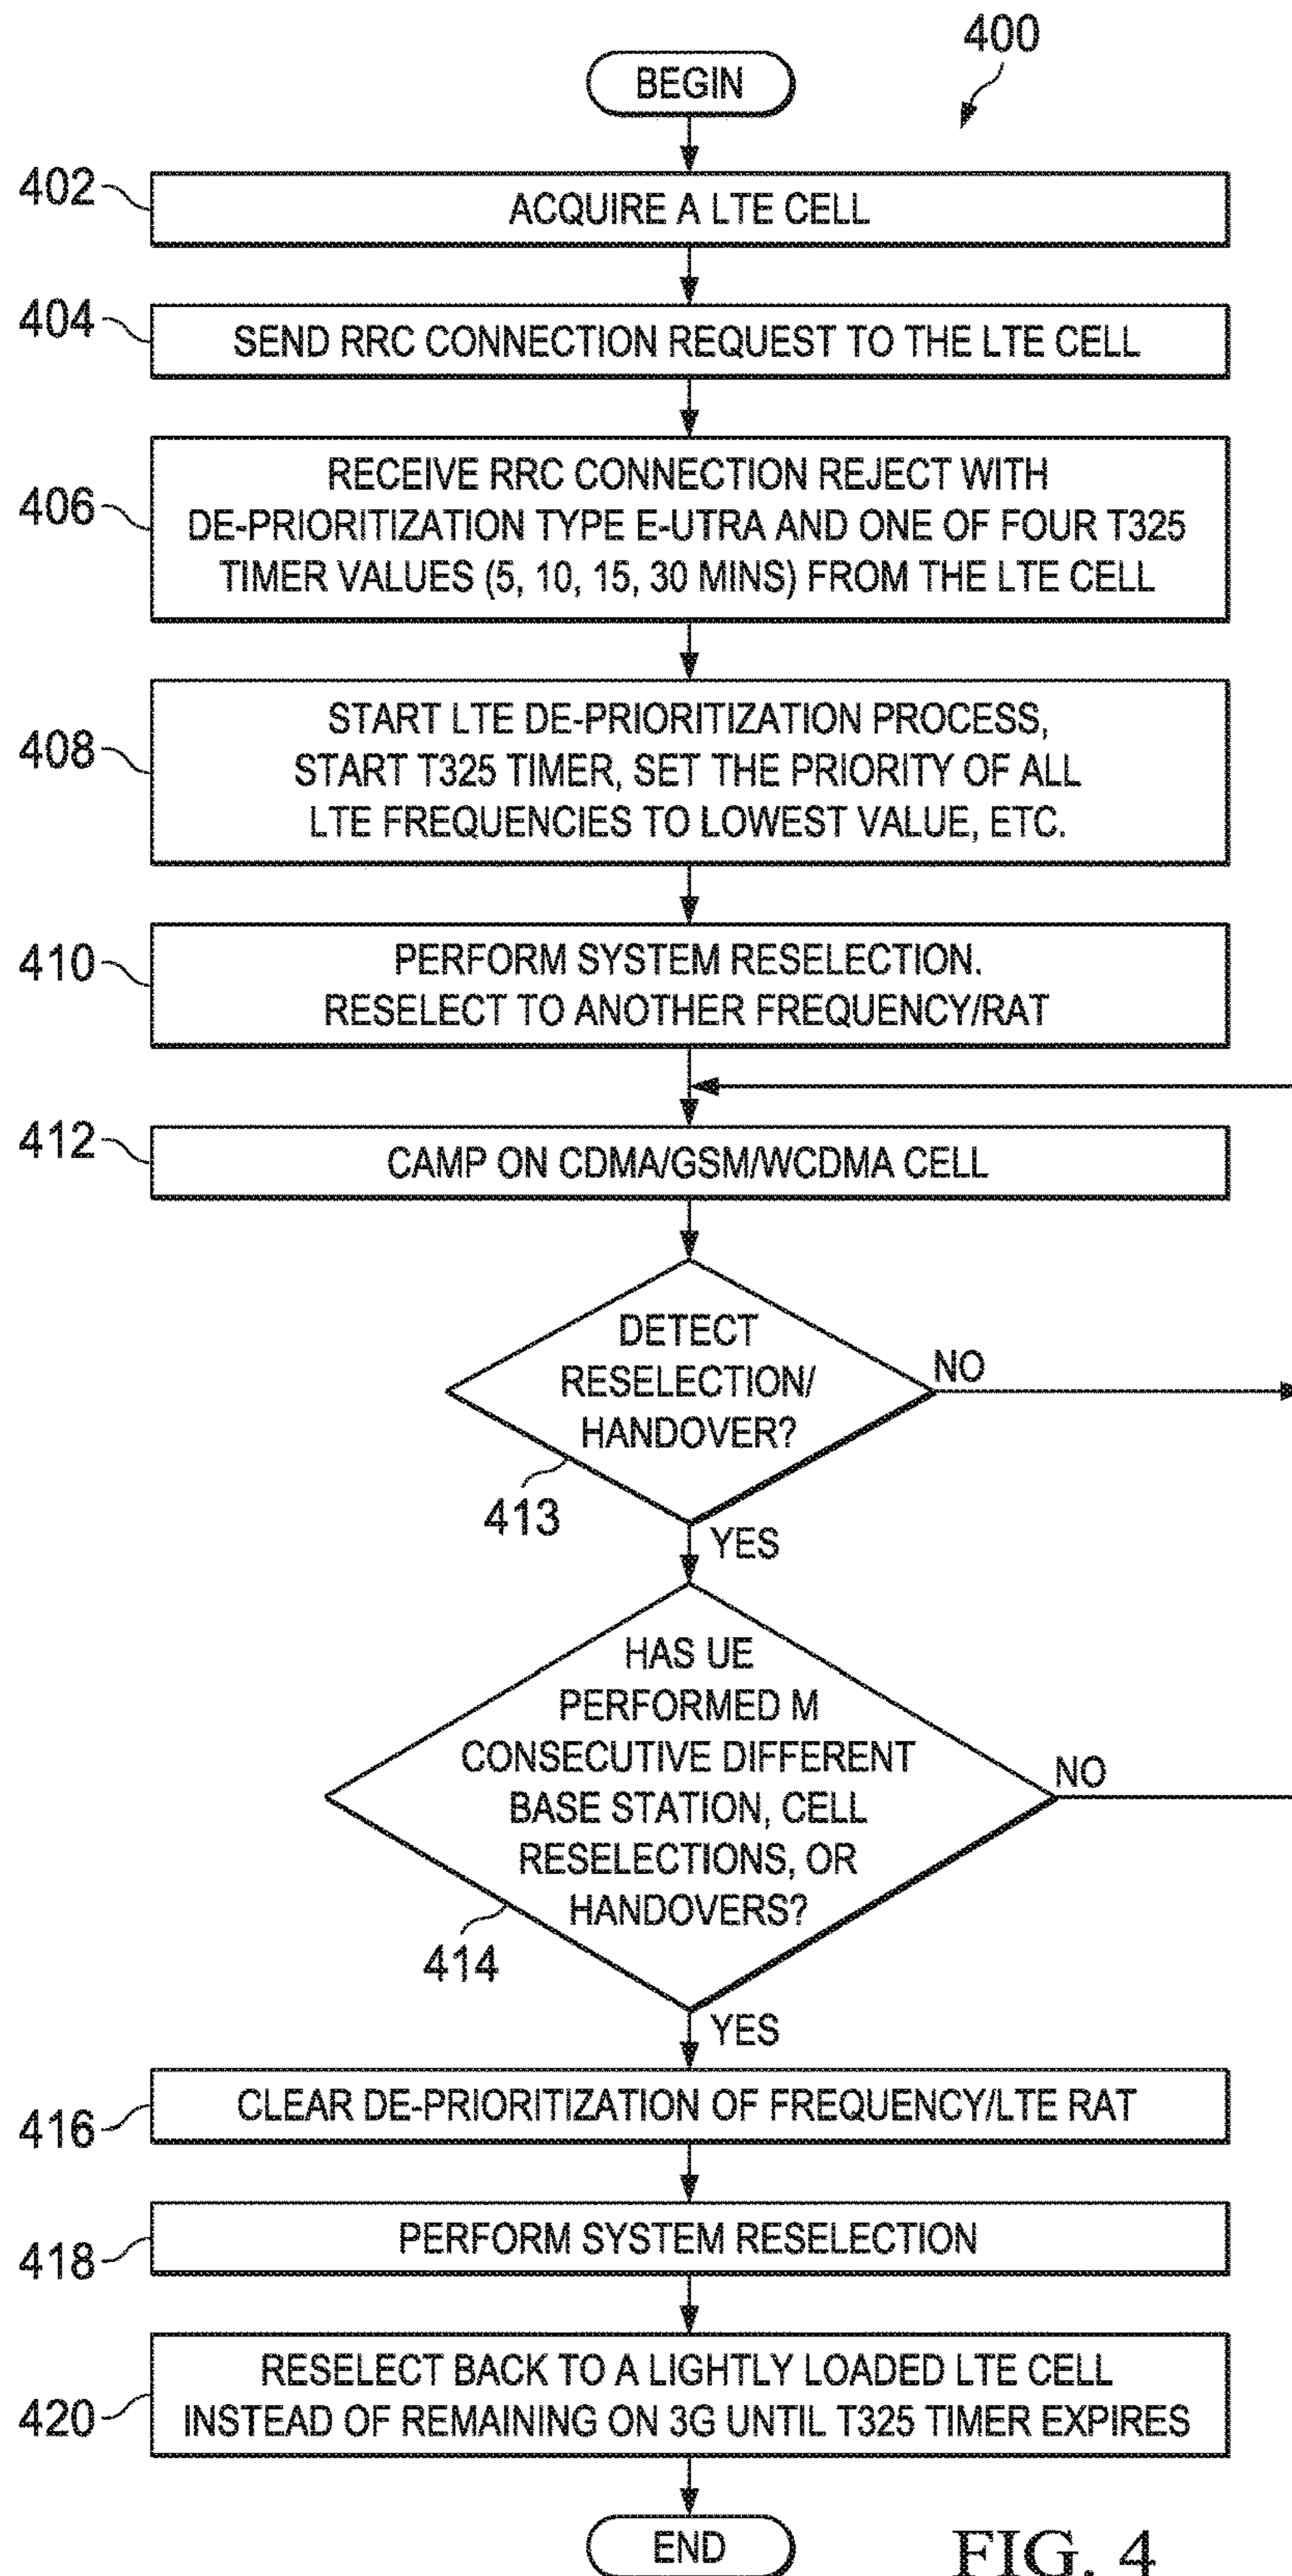 400
BEGIN
402
ACQUIRE A LTE CELL
404
SEND RRC CONNECTION REQUEST TO THE LTE CELL
406
RECEIVE RRC CONNECTION REJECT WITH
DE-PRIORITIZATION TYPE E-UTRA AND ONE OF FOUR T325
TIMER VALUES (5, 10, 15, 30 MINS) FROM THE LTE CELL
408
START LTE DE-PRIORITIZATION PROCESS,
START T325 TIMER, SET THE PRIORITY OF ALL
LTE FREQUENCIES TO LOWEST VALUE, ETC.
410
PERFORM SYSTEM RESELECTION.
RESELECT TO ANOTHER FREQUENCY/RAT
412
CAMP ON CDMA/GSM/WCDMA CELL
DETECT
RESELECTION/
HANDOVER?
NO
413
YES
HAS UE
PERFORMED M
CONSECUTIVE DIFFERENT
BASE STATION, CELL
RESELECTIONS, OR
HANDOVERS?
NO
414
YES
416
CLEAR DE-PRIORITIZATION OF FREQUENCY/LTE RAT
418
PERFORM SYSTEM RESELECTION
420
RESELECT BACK TO A LIGHTLY LOADED LTE CELL
INSTEAD OF REMAINING ON 3G UNTIL T325 TIMER EXPIRES
END
FIG. 4